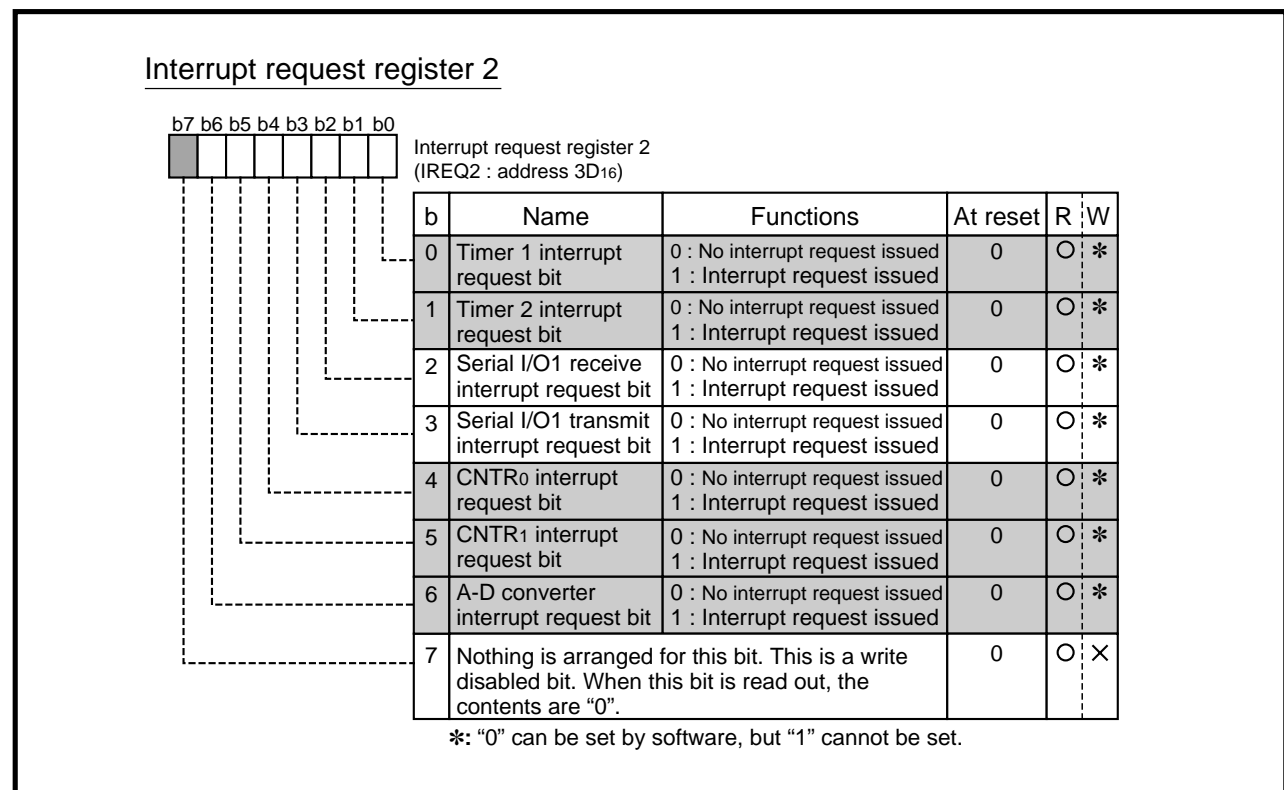 Interrupt request register 2
b7 b6 b5 b4 b3 b2 b1 b0
Interrupt request register 2
(IREQ2 : address 3D16)
b Name Functions At reset R W
0 Timer 1 interrupt request bit 0 : No interrupt request issued 0 ○ ✻
1 : Interrupt request issued
1 Timer 2 interrupt request bit 0 : No interrupt request issued 0 ○ ✻
1 : Interrupt request issued
2 Serial I/O1 receive interrupt request bit 0 : No interrupt request issued 0 ○ ✻
1 : Interrupt request issued
3 Serial I/O1 transmit interrupt request bit 0 : No interrupt request issued 0 ○ ✻
1 : Interrupt request issued
4 CNTR0 interrupt request bit 0 : No interrupt request issued 0 ○ ✻
1 : Interrupt request issued
5 CNTR1 interrupt request bit 0 : No interrupt request issued 0 ○ ✻
1 : Interrupt request issued
6 A-D converter interrupt request bit 0 : No interrupt request issued 0 ○ ✻
1 : Interrupt request issued
7 Nothing is arranged for this bit. This is a write 0 ○ ×
disabled bit. When this bit is read out, the
contents are “0”.
✻: “0” can be set by software, but “1” cannot be set.